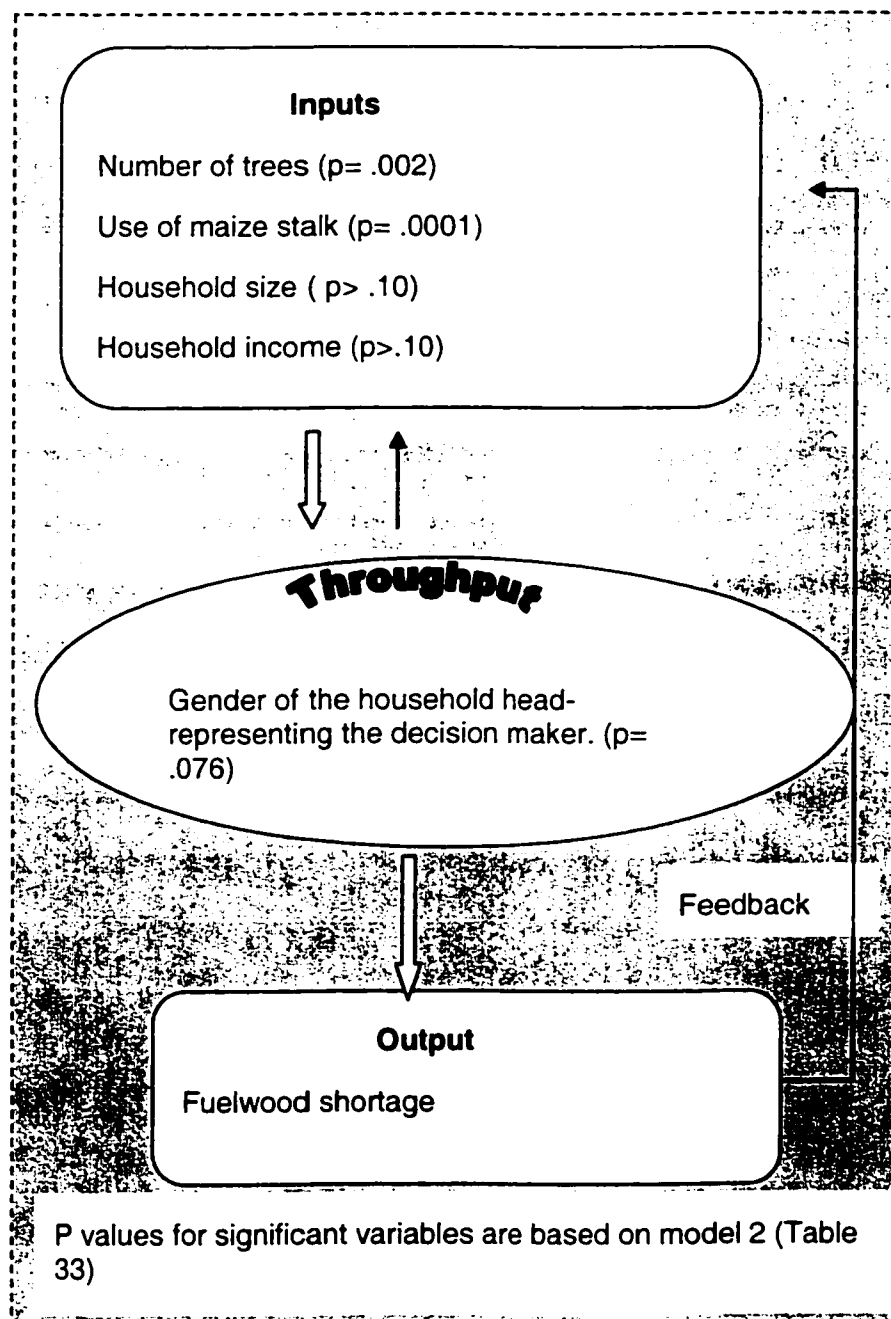 Inputs
Number of trees (p= .002)
Use of maize stalk (p= .0001)
Household size ( p> .10)
Household income (p>.10)
Throughput
Gender of the household head-
representing the decision maker. (p=
.076)
Feedback
Output
Fuelwood shortage
P values for significant variables are based on model 2 (Table
33)